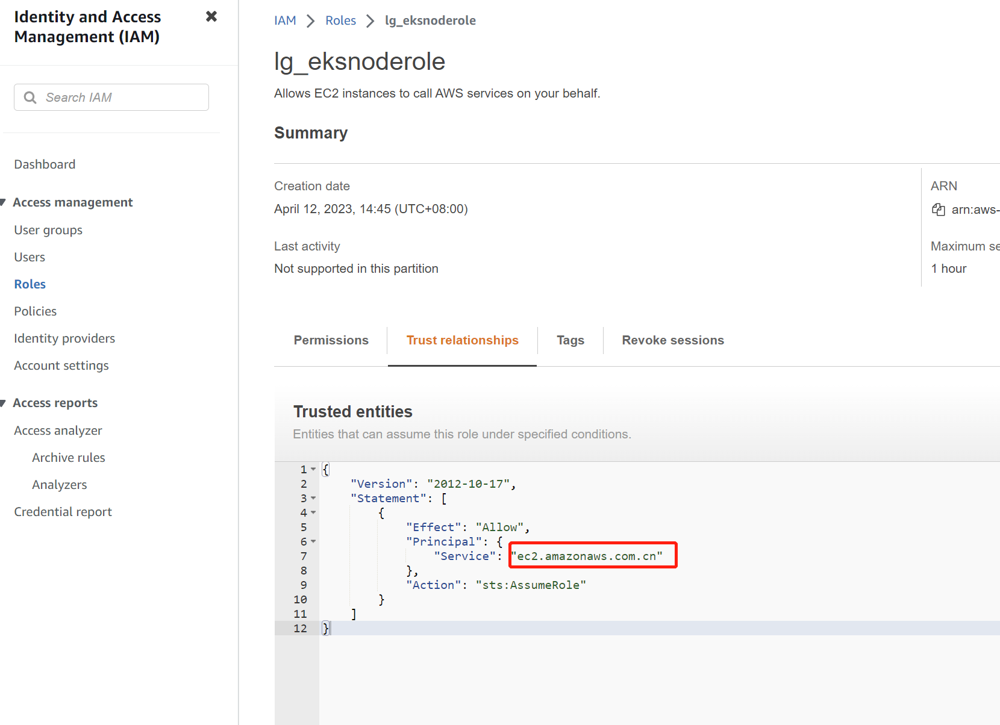 Identity and Access
Management (IAM)
Search IAM
Dashboard
Access management
User groups
Users
Roles
Policies
Identity providers
Account settings
Access reports
Access analyzer
Archive rules
Analyzers
Credential report
IAM > Roles > lg_eksnoderole
lg_eksnoderole
Allows EC2 instances to call AWS services on your behalf.
Summary
Creation date
April 12, 2023, 14:45 (UTC+08:00)
Last activity
Not supported in this partition
ARN
arn:aws-
Maximum se
1 hour
Permissions
Trust relationships
Tags
Revoke sessions
Trusted entities
Entities that can assume this role under specified conditions.
1 {
2 "Version": "2012-10-17",
3 "Statement": [
4 {
5 "Effect": "Allow",
6 "Principal": {
7 "Service": "ec2.amazonaws.com.cn"
8 },
9 "Action": "sts:AssumeRole"
10 }
11 ]
12 }